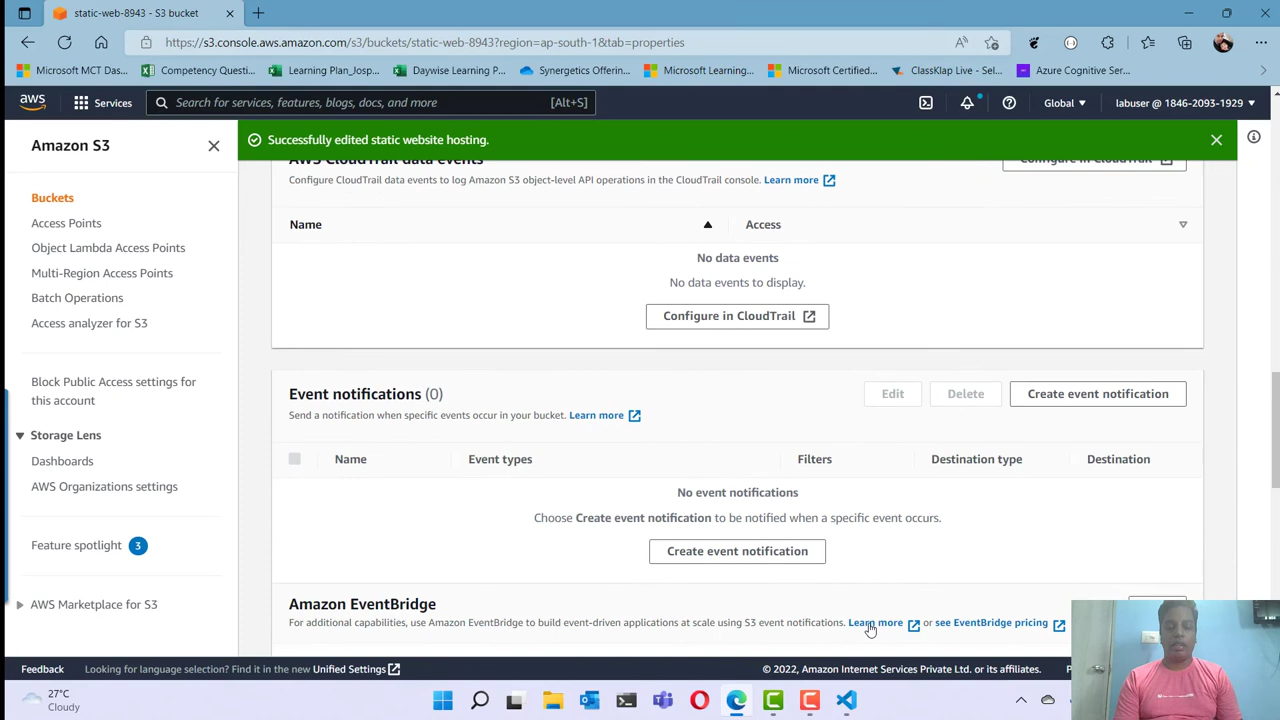 static-web-8943 - S3 bucket
https://s3.console.aws.amazon.com/s3/buckets/static-web-8943?region=ap-south-1&tab=properties
Microsoft MCT Das... Competency Questi... Learning Plan_Josp... Daywise Learning P... Synergetics Offerin... Microsoft Learning... Microsoft Certified... ClassKlap Live - Sel... Azure Cognitive Ser...
aws Services Search for services, features, blogs, docs, and more [Alt+S] Global labuser @ 1846-2093-1929
Amazon S3
Buckets
Access Points
Object Lambda Access Points
Multi-Region Access Points
Batch Operations
Access analyzer for S3
Block Public Access settings for
this account
Storage Lens
Dashboards
AWS Organizations settings
Feature spotlight 3
AWS Marketplace for S3
Successfully edited static website hosting.
AWS CloudTrail data events Configure in CloudTrail
Configure CloudTrail data events to log Amazon S3 object-level API operations in the CloudTrail console. Learn more
Name Access
No data events
No data events to display.
Configure in CloudTrail
Event notifications (0) Edit Delete Create event notification
Send a notification when specific events occur in your bucket. Learn more
Name Event types Filters Destination type Destination
No event notifications
Choose Create event notification to be notified when a specific event occurs.
Create event notification
Amazon EventBridge
For additional capabilities, use Amazon EventBridge to build event-driven applications at scale using S3 event notifications. Learn more or see EventBridge pricing
Feedback Looking for language selection? Find it in the new Unified Settings © 2022, Amazon Internet Services Private Ltd. or its affiliates.
27°C
Cloudy